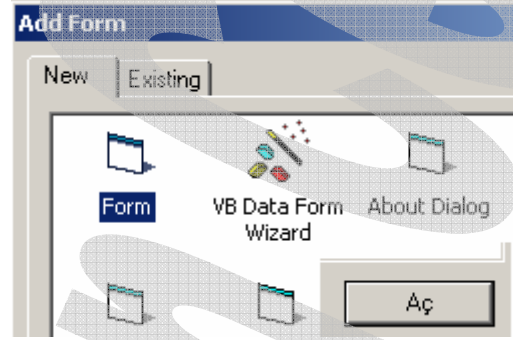 Add Form
New Existing
Form VB Data Form Wizard About Dialog
Aç